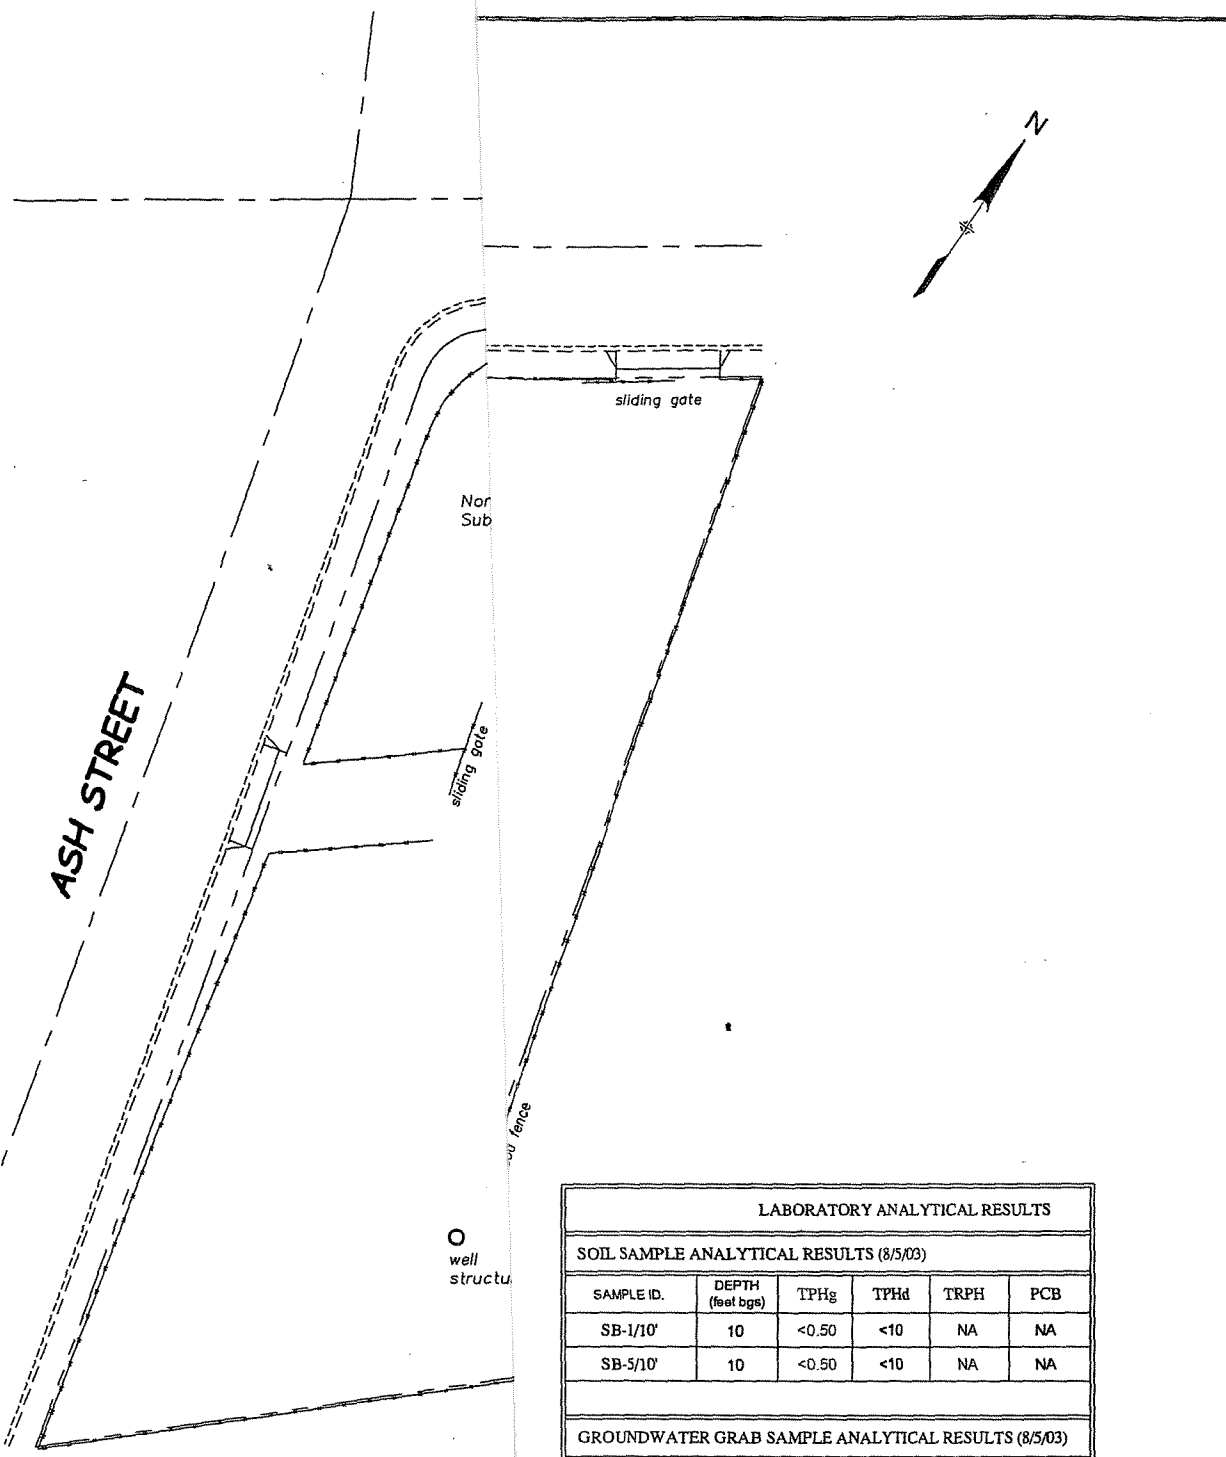 N
sliding gate
Nor
Sub
ASH STREET
sliding gate
fence
well
structu
LABORATORY ANALYTICAL RESULTS
SOIL SAMPLE ANALYTICAL RESULTS (8/5/03)
SAMPLE ID. DEPTH (feet bgs) TPHg TPHd TRPH PCB
SB-1/10' 10 <0.50 <10 NA NA
SB-5/10' 10 <0.50 <10 NA NA
GROUNDWATER GRAB SAMPLE ANALYTICAL RESULTS (8/5/03)